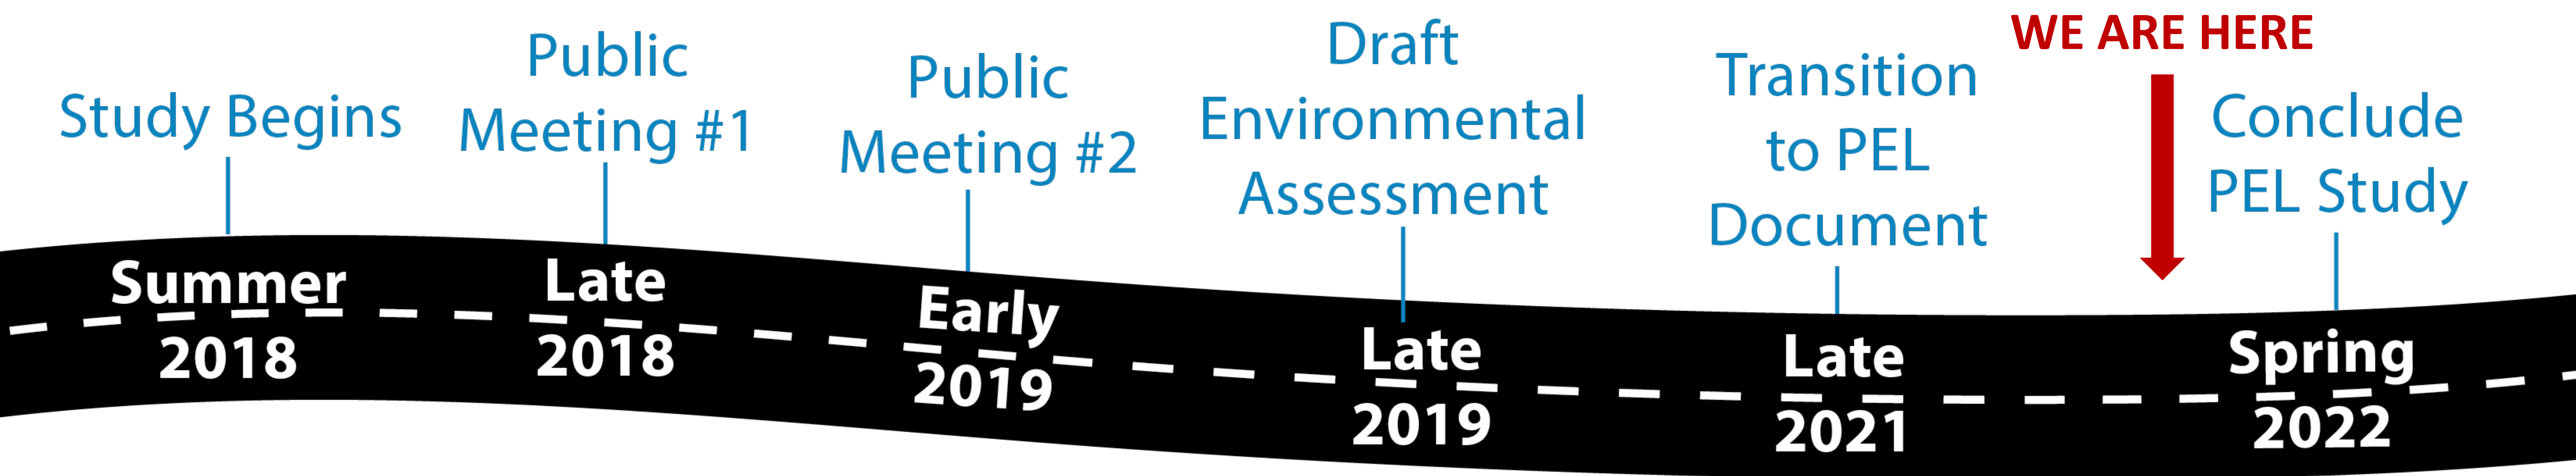 Study Begins
Summer
2018
Public
Meeting #1
Late
2018
Public
Meeting #2
Early
2019
Draft
Environmental
Assessment
Late
2019
Transition
to PEL
Document
Late
2021
WE ARE HERE
Conclude
PEL Study
Spring
2022